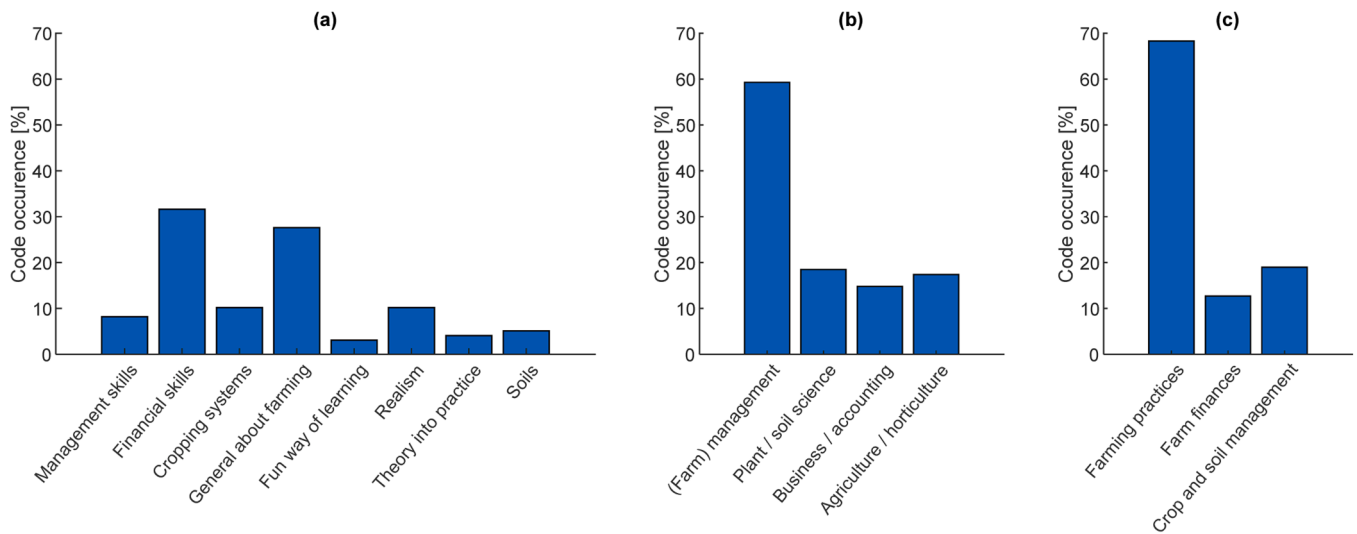 (a)
Code occurence [%]
70
60
50
40
30
20
10
0
Management skills
Financial skills
Cropping systems
General about farming
Fun way of learning
Realism
Theory into practice
Soils
(b)
Code occurence [%]
70
60
50
40
30
20
10
0
(Farm) management
Plant / soil science
Business / accounting
Agriculture / horticulture
(c)
Code occurence [%]
70
60
50
40
30
20
10
0
Farming practices
Farm finances
Crop and soil management